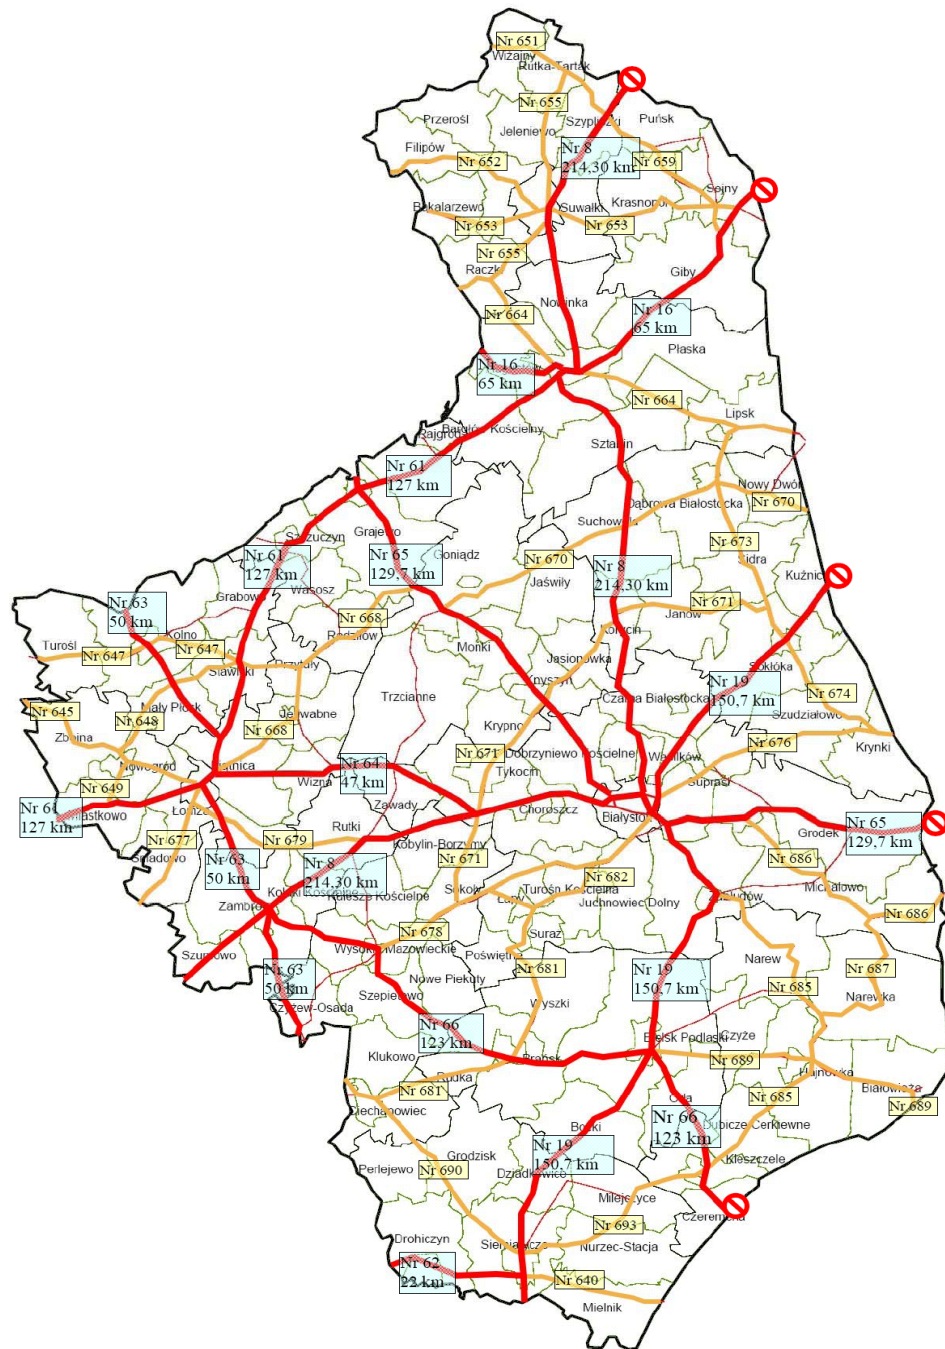 Nr 651
Wiżajny
Rutka-Tartak
Nr 655
Szypliszki
Puńsk
Przerośl
Jeleniewo
Filipów
Nr 652
Nr 8
214,30 km
Nr 659
Sejny
Bakałarzewo
Nr 653
Suwałki
Nr 653
Krasnopol
Nr 655
Raczki
Giby
Nowinka
Nr 664
Nr 16
65 km
Płaska
Nr 16
65 km
Nr 664
Lipsk
Rajgród
Bargłów Kościelny
Sztabin
Nr 61
127 km
Nowy Dwór
Nr 670
Dąbrowa Białostocka
Suchowola
Szczuczyn
Grajewo
Nr 61
127 km
Nr 65
129,7 km
Goniądz
Nr 670
Nr 673
Sidra
Wąsosz
Jaświły
Nr 8
214,30 km
Kuźnica
Grabowo
Nr 63
50 km
Nr 671
Janów
Kolno
Nr 668
Radziłów
Korycin
Turośl
Nr 647
Nr 647
Mońki
Jasionówka
Stawiski
Przytuły
Sokółka
Knyszyn
Trzcianne
Czarna Białostocka
Nr 19
150,7 km
Nr 674
Nr 645
Mały Płock
Nr 648
Jedwabne
Szudziałowo
Zbójna
Nr 668
Krypno
Nr 671
Dobrzyniewo Kościelne
Wasilków
Nr 676
Krynki
Nowogród
Piątnica
Nr 64
47 km
Tykocin
Wizna
Supraśl
Nr 649
Zawady
Choroszcz
Nr 61
127 km
Miastkowo
Łomża
Białystok
Nr 65
129,7 km
Gródek
Nr 677
Nr 679
Rutki
Kobylin-Borzymy
Śniadowo
Nr 63
50 km
Nr 8
214,30 km
Nr 671
Nr 682
Nr 686
Michałowo
Kołaki Kościelne
Kulesze Kościelne
Sokoły
Łapy
Turośń Kościelna
Juchnowiec Dolny
Zabłudów
Zambrów
Nr 686
Nr 678
Suraż
Wysokie Mazowieckie
Poświętne
Narew
Szumowo
Nr 63
50 km
Nowe Piekuty
Nr 681
Nr 19
150,7 km
Nr 687
Nr 685
Narewka
Szepietowo
Wyszki
Czyżew-Osada
Nr 66
123 km
Bielsk Podlaski
Czyże
Klukowo
Brańsk
Nr 689
Hajnówka
Rudka
Nr 681
Nr 685
Białowieża
Nr 689
Ciechanowiec
Orla
Nr 66
123 km
Dubicze Cerkiewne
Boćki
Nr 19
150,7 km
Grodzisk
Kleszczele
Perlejewo
Nr 690
Dziadkowice
Milejczyce
Czeremcha
Nr 693
Drohiczyn
Siemiatycze
Nurzec-Stacja
Nr 62
22 km
Nr 640
Mielnik